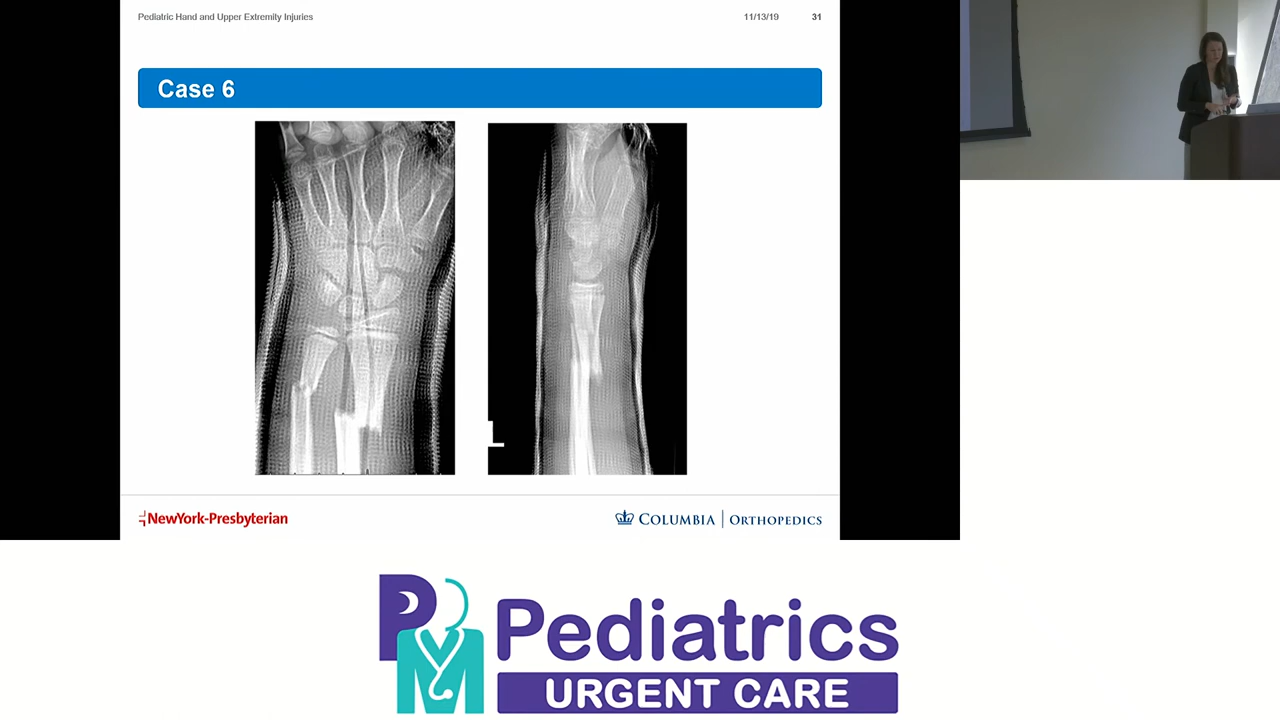 Pediatric Hand and Upper Extremity Injuries 11/13/19 31
Case 6
L
NewYork-Presbyterian
COLUMBIA | ORTHOPEDICS
PM
Pediatrics
URGENT CARE